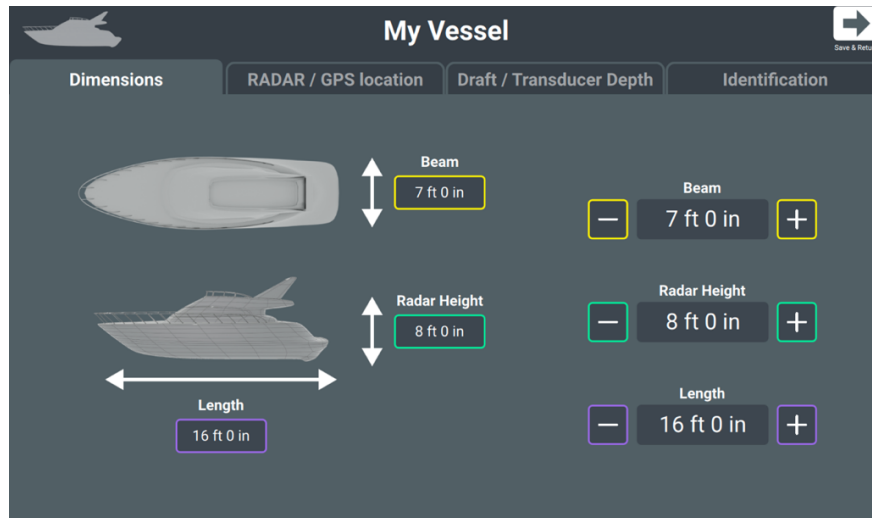 My Vessel
Save & Retu
Dimensions
RADAR / GPS location
Draft / Transducer Depth
Identification
Beam
7 ft 0 in
Radar Height
8 ft 0 in
Length
16 ft 0 in
Beam
7 ft 0 in
Radar Height
8 ft 0 in
Length
16 ft 0 in